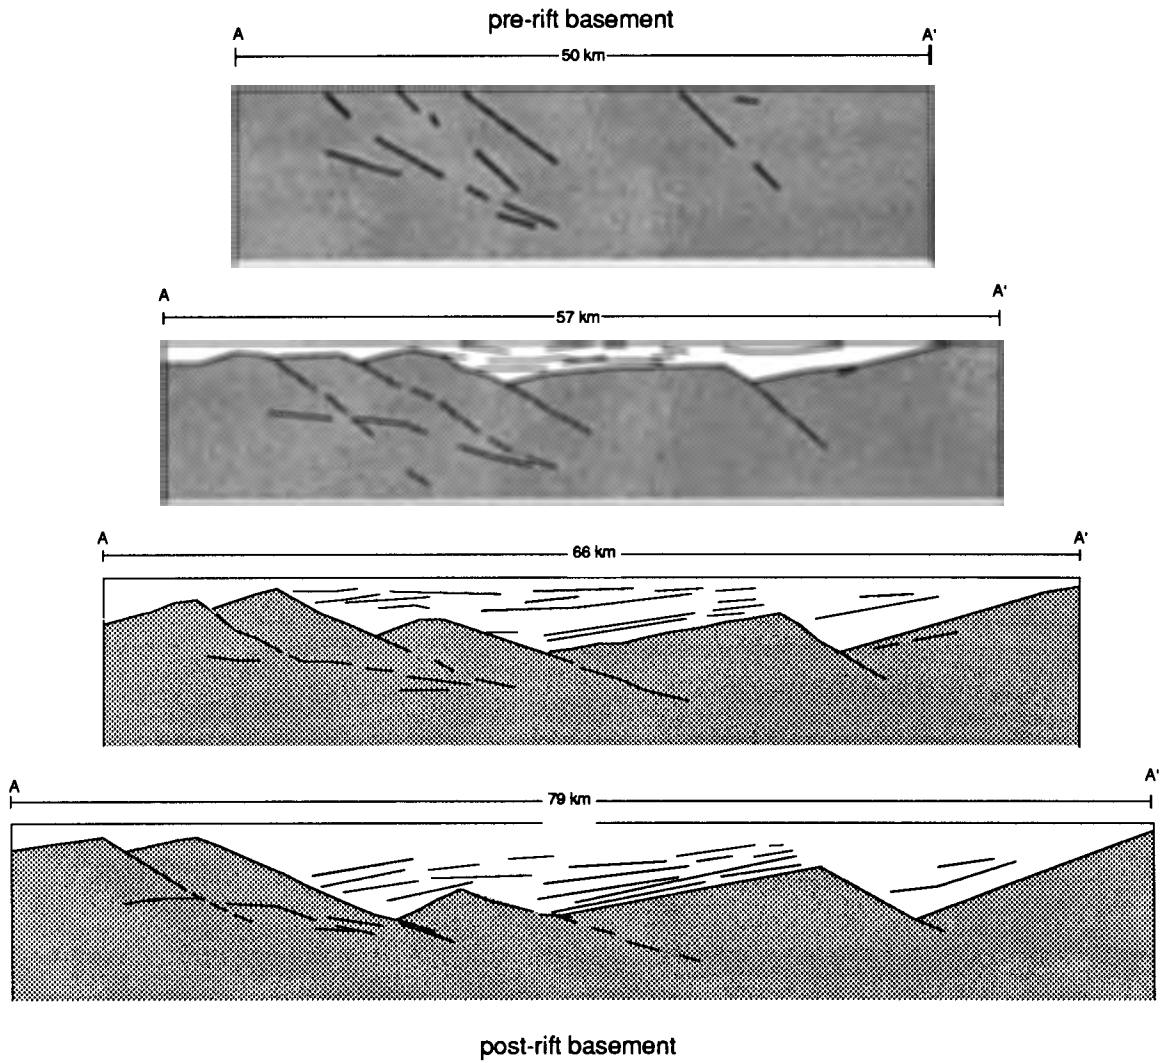 pre-rift basement
A A'
50 km
A A'
57 km
A A'
66 km
A A'
79 km
post-rift basement